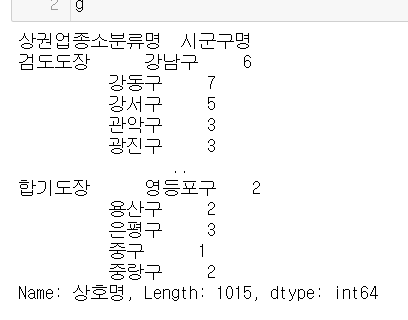 2 g
상권업종소분류명 시군구명
검도도장 강남구 6
강동구 7
강서구 5
관악구 3
광진구 3
..
합기도장 영등포구 2
용산구 2
은평구 3
중구 1
중랑구 2
Name: 상호명, Length: 1015, dtype: int64